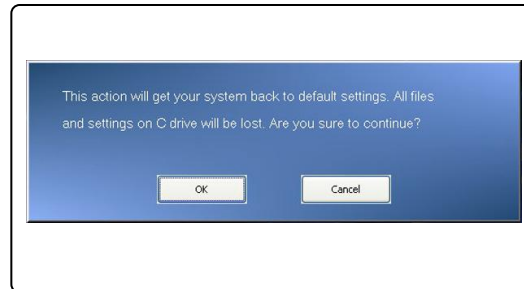 This action will get your system back to default settings. All files
and settings on C drive will be lost. Are you sure to continue?
OK
Cancel